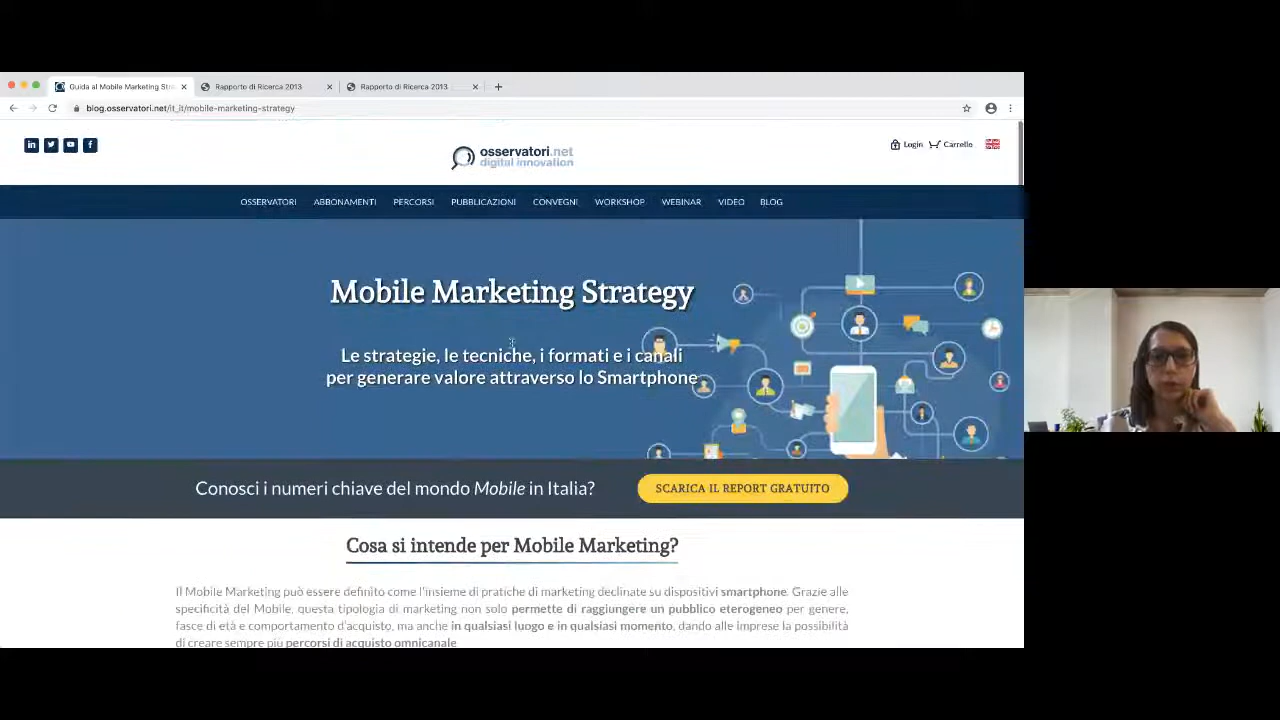 Guida al Mobile Marketing Stra
Rapporto di Ricerca 2013
Rapporto di Ricerca 2013
blog.osservatori.net/it_it/mobile-marketing-strategy
osservatori.net
digital innovation
Login
Carrello
OSSERVATORI ABBONAMENTI PERCORSI PUBBLICAZIONI CONVEGNI WORKSHOP WEBINAR VIDEO BLOG
Mobile Marketing Strategy
Le strategie, le tecniche, i formati e i canali
per generare valore attraverso lo Smartphone
Conosci i numeri chiave del mondo Mobile in Italia?
SCARICA IL REPORT GRATUITO
Cosa si intende per Mobile Marketing?
Il Mobile Marketing può essere definito come l'insieme di pratiche di marketing declinate su dispositivi smartphone. Grazie alle
specificità del Mobile, questa tipologia di marketing non solo permette di raggiungere un pubblico eterogeneo per genere,
fasce di età e comportamento d'acquisto, ma anche in qualsiasi luogo e in qualsiasi momento, dando alle imprese la possibilità
di creare sempre più percorsi di acquisto omnicanale